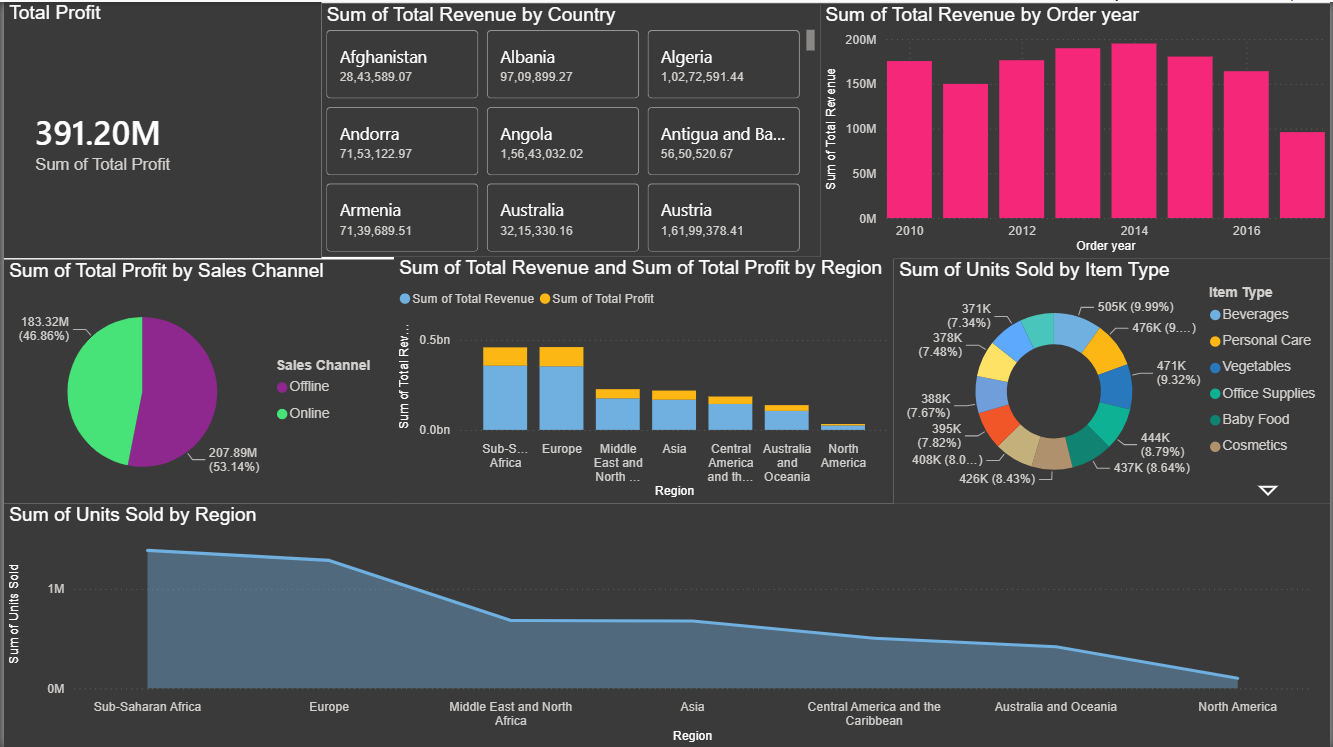 Total Profit
391.20M
Sum of Total Profit
Sum of Total Revenue by Country
Afghanistan
28,43,589.07
Albania
97,09,899.27
Algeria
1,02,72,591.44
Andorra
71,53,122.97
Angola
1,56,43,032.02
Antigua and Ba...
56,50,520.67
Armenia
71,39,689.51
Australia
32,15,330.16
Austria
1,61,99,378.41
Sum of Total Revenue by Order year
Sum of Total Revenue
200M
150M
100M
50M
0M
2010
2012
2014
2016
Order year
Sum of Total Profit by Sales Channel
183.32M
(46.86%)
207.89M
(53.14%)
Sales Channel
Offline
Online
Sum of Total Revenue and Sum of Total Profit by Region
Sum of Total Revenue
Sum of Total Profit
Sum of Total Rev...
0.5bn
0.0bn
Sub-S...
Africa
Europe
Middle
East and
North ...
Asia
Central
America
and th...
Australia
and
Oceania
North
America
Region
Sum of Units Sold by Item Type
505K (9.99%)
476K (9....)
471K
(9.32%)
444K
(8.79%)
437K (8.64%)
426K (8.43%)
408K (8.0...)
395K
(7.82%)
388K
(7.67%)
378K
(7.48%)
371K
(7.34%)
Item Type
Beverages
Personal Care
Vegetables
Office Supplies
Baby Food
Cosmetics
Sum of Units Sold by Region
Sum of Units Sold
1M
0M
Sub-Saharan Africa
Europe
Middle East and North
Africa
Asia
Central America and the
Caribbean
Australia and Oceania
North America
Region